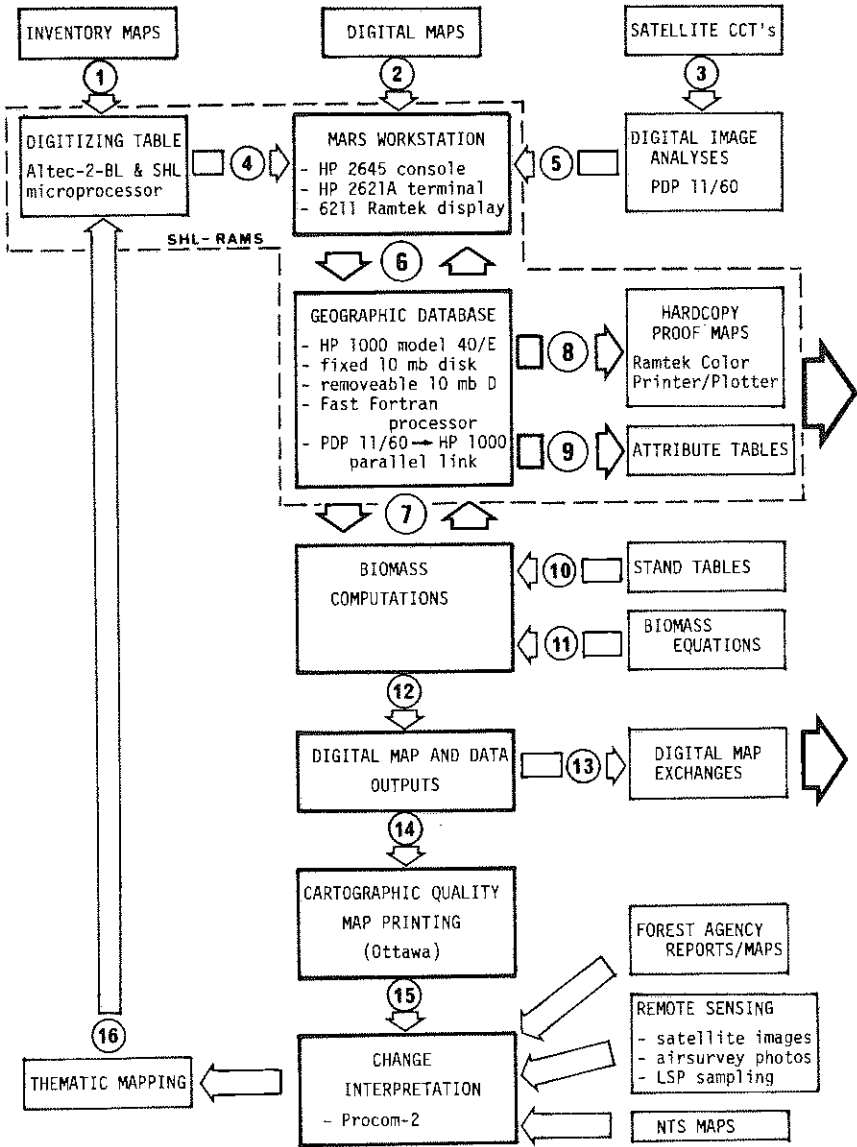 INVENTORY MAPS
DIGITAL MAPS
SATELLITE CCT's
1
2
3
DIGITIZING TABLE
Altec-2-BL & SHL
microprocessor
4
MARS WORKSTATION
- HP 2645 console
- HP 2621A terminal
- 6211 Ramtek display
5
DIGITAL IMAGE
ANALYSES
PDP 11/60
SHL-RAMS
6
GEOGRAPHIC DATABASE
- HP 1000 model 40/E
- fixed 10 mb disk
- removeable 10 mb D
- Fast Fortran
processor
- PDP 11/60 → HP 1000
parallel link
8
HARDCOPY
PROOF MAPS
Ramtek Color
Printer/Plotter
9
ATTRIBUTE TABLES
7
BIOMASS
COMPUTATIONS
10
STAND TABLES
11
BIOMASS
EQUATIONS
12
DIGITAL MAP AND DATA
OUTPUTS
13
DIGITAL MAP
EXCHANGES
14
CARTOGRAPHIC QUALITY
MAP PRINTING
(Ottawa)
FOREST AGENCY
REPORTS/MAPS
15
16
REMOTE SENSING
- satellite images
- airsurvey photos
- LSP sampling
THEMATIC MAPPING
CHANGE
INTERPRETATION
- Procom-2
NTS MAPS